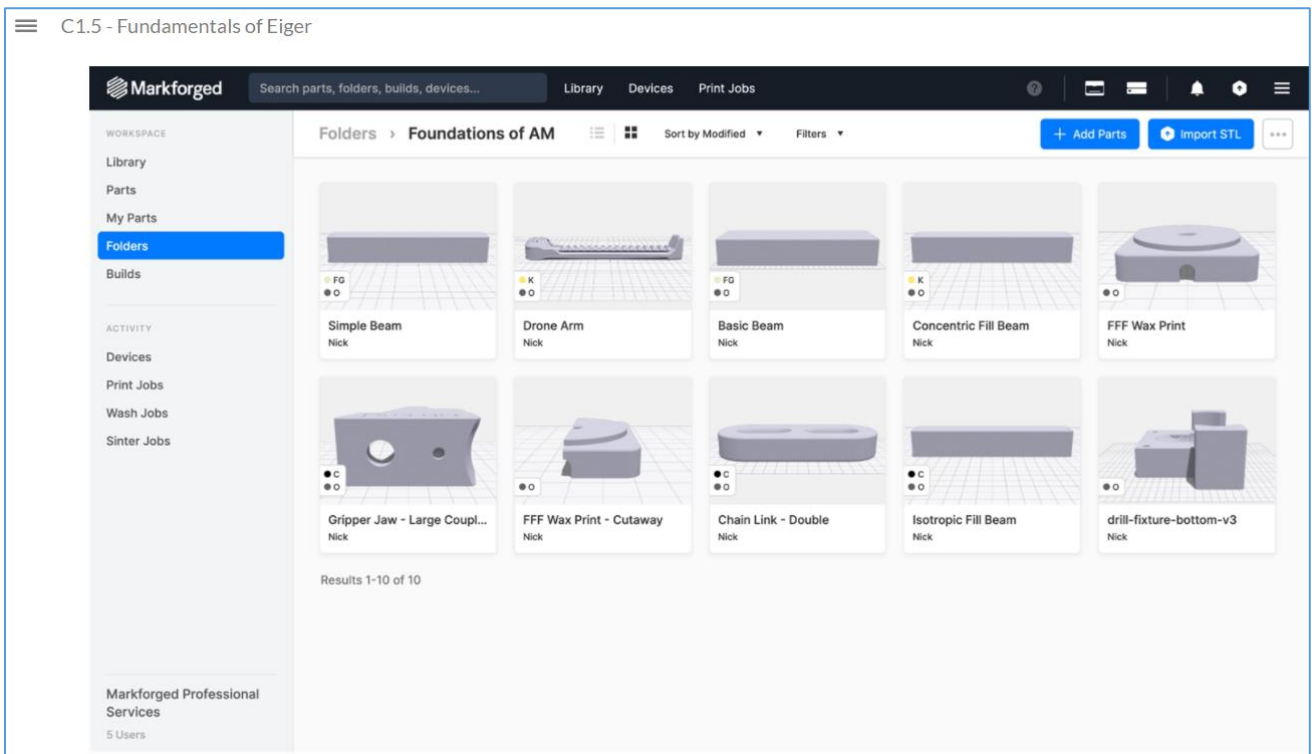 C1.5 - Fundamentals of Eiger
Markforged
Search parts, folders, builds, devices...
Library Devices Print Jobs
WORKSPACE
Library
Parts
My Parts
Folders
Builds
ACTIVITY
Devices
Print Jobs
Wash Jobs
Sinter Jobs
Markforged Professional
Services
5 Users
Folders › Foundations of AM
Sort by Modified
Filters
+ Add Parts
Import STL
FG
O
Simple Beam
Nick
K
O
Drone Arm
Nick
FG
O
Basic Beam
Nick
K
O
Concentric Fill Beam
Nick
O
FFF Wax Print
Nick
C
O
Gripper Jaw - Large Coupl...
Nick
O
FFF Wax Print - Cutaway
Nick
C
O
Chain Link - Double
Nick
C
O
Isotropic Fill Beam
Nick
O
drill-fixture-bottom-v3
Nick
Results 1-10 of 10